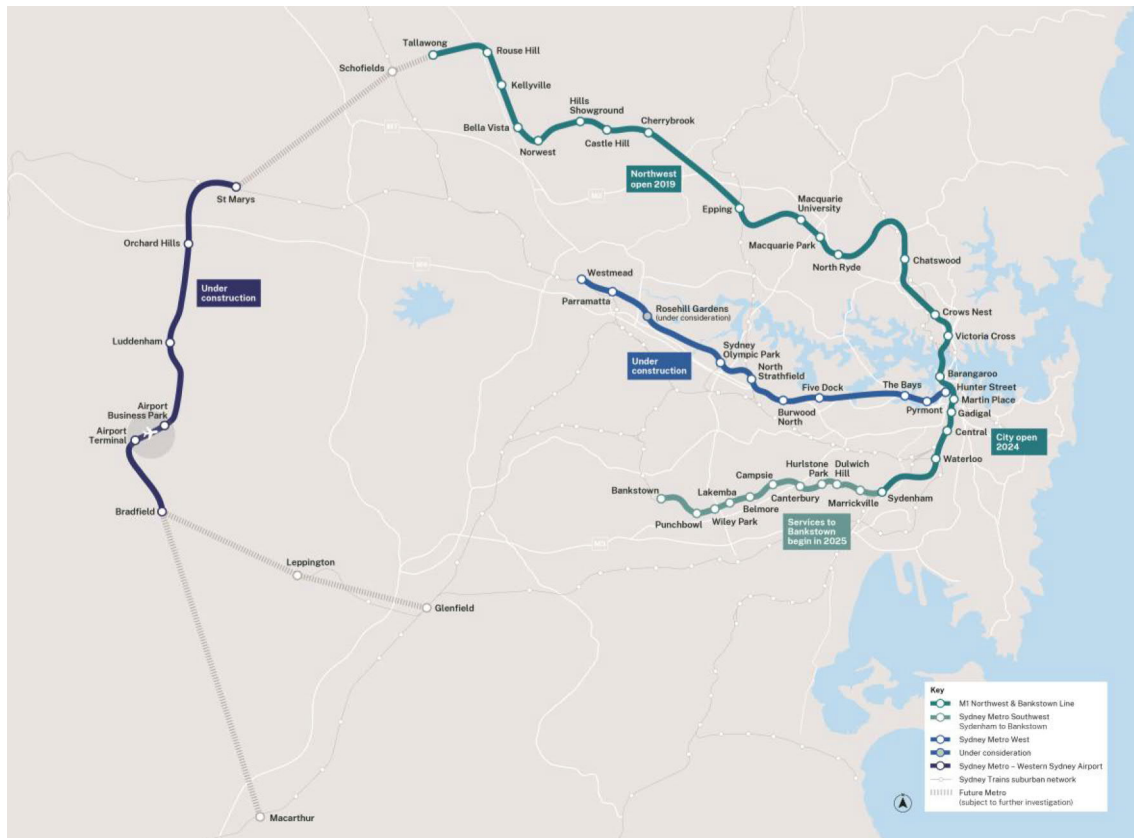 Tallawong
Schofields
Rouse Hill
Kellyville
Bella Vista
Norwest
Hills
Showground
Castle Hill
Cherrybrook
Northwest
open 2019
Epping
Macquarie
University
Macquarie Park
North Ryde
Chatswood
Crows Nest
Victoria Cross
Barangaroo
Hunter Street
Martin Place
Gadigal
Central
City open
2024
Waterloo
Sydenham
St Marys
Orchard Hills
Under
construction
Luddenham
Airport
Business Park
Airport
Terminal
Bradfield
Leppington
Glenfield
Macarthur
Westmead
Parramatta
Rosehill Gardens
(under consideration)
Under
construction
Sydney
Olympic Park
North
Strathfield
Burwood
North
Five Dock
The Bays
Pyrmont
Bankstown
Punchbowl
Lakemba
Wiley Park
Campsie
Belmore
Hurlstone
Park
Canterbury
Dulwich
Hill
Marrickville
Services to
Bankstown
begin in 2025
Key
M1 Northwest & Bankstown Line
Sydney Metro Southwest
Sydenham to Bankstown
Sydney Metro West
Under consideration
Sydney Metro – Western Sydney Airport
Sydney Trains suburban network
Future Metro
(subject to further investigation)